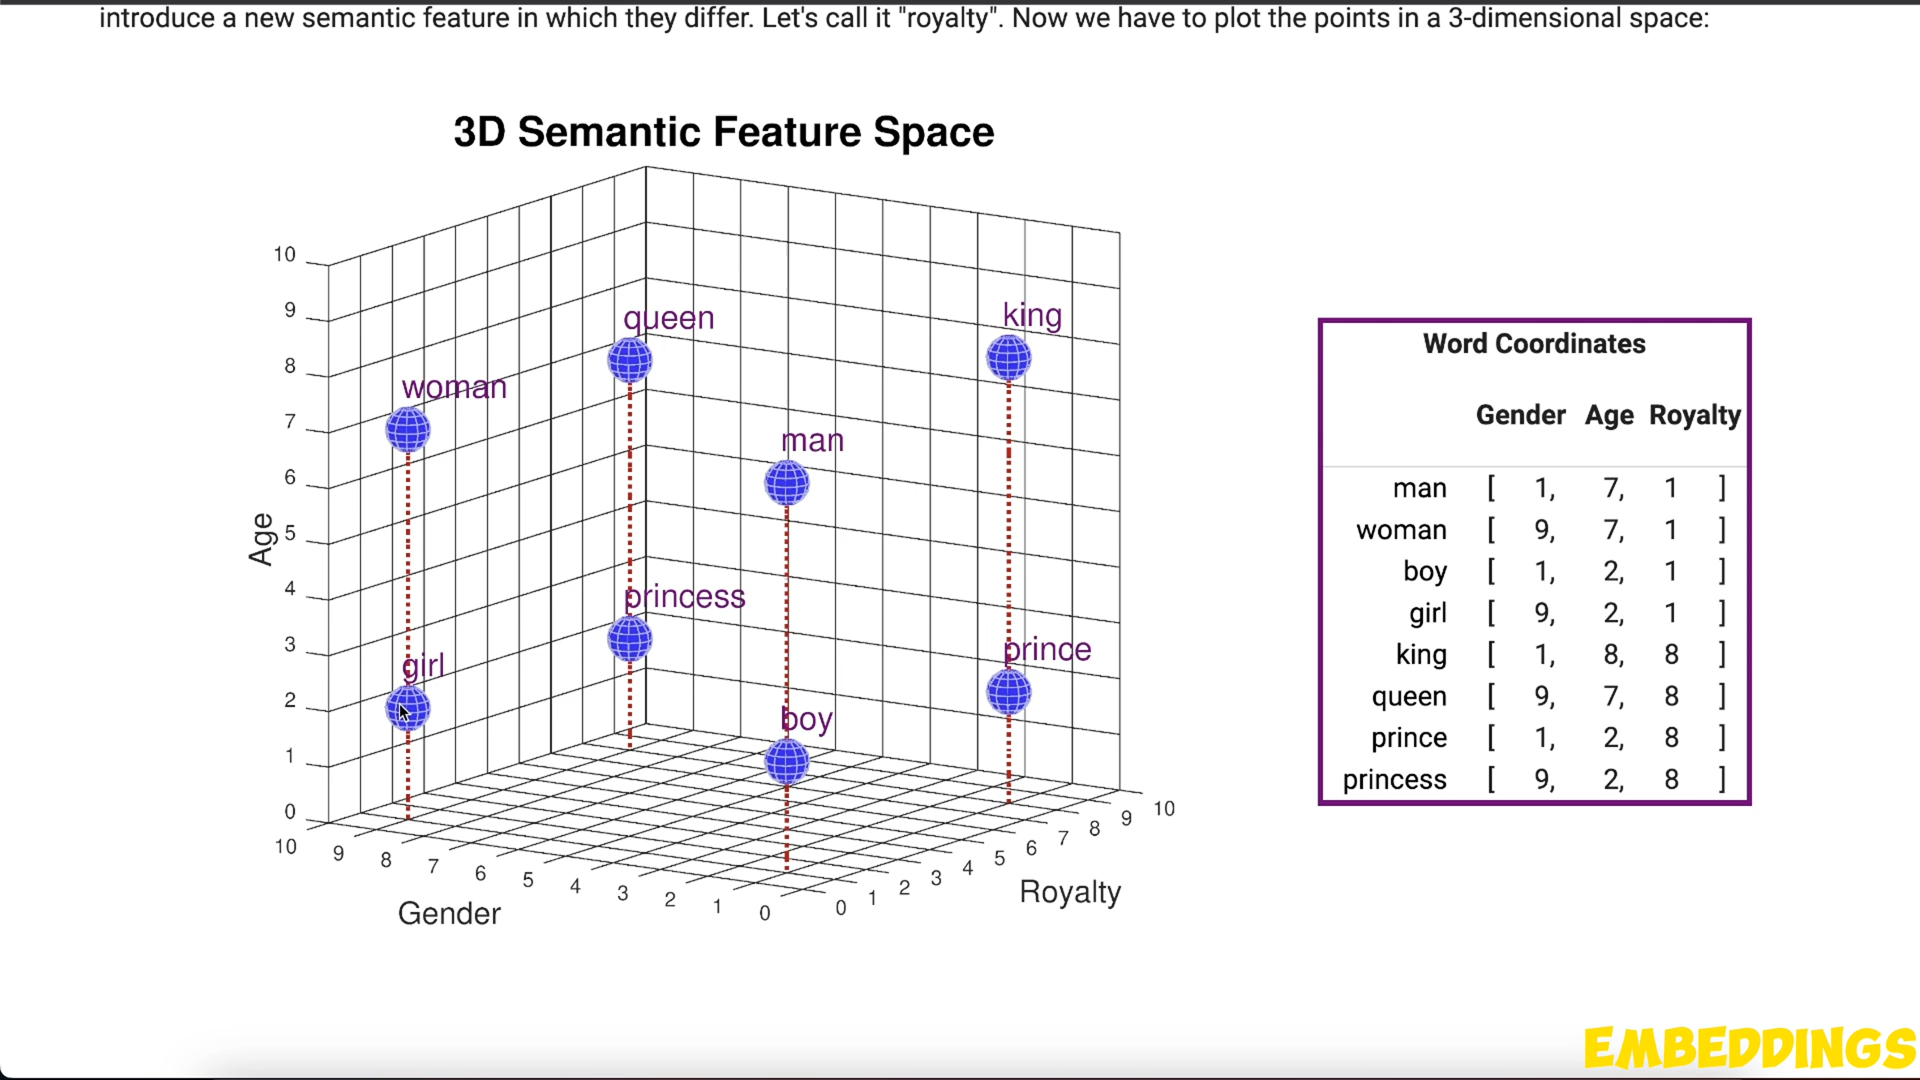 introduce a new semantic feature in which they differ. Let's call it "royalty". Now we have to plot the points in a 3-dimensional space:
3D Semantic Feature Space
10
9
8
7
6
5
4
3
2
1
0
Age
queen
king
woman
man
princess
prince
girl
boy
10 9 8 7 6 5 4 3 2 1 0
Gender
0 1 2 3 4 5 6 7 8 9 10
Royalty
Word Coordinates
Gender Age Royalty
man [ 1, 7, 1 ]
woman [ 9, 7, 1 ]
boy [ 1, 2, 1 ]
girl [ 9, 2, 1 ]
king [ 1, 8, 8 ]
queen [ 9, 7, 8 ]
prince [ 1, 2, 8 ]
princess [ 9, 2, 8 ]
EMBEDDINGS